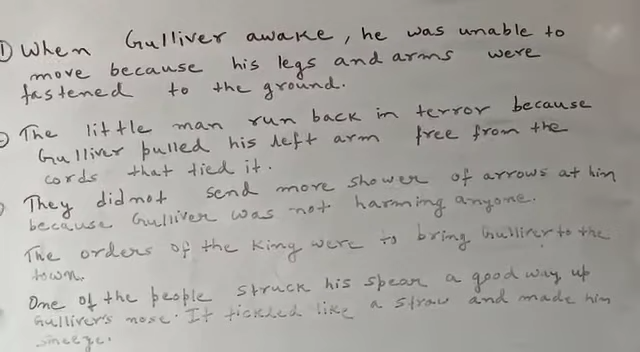 ① When Gulliver awake, he was unable to
move because his legs and arms were
fastened to the ground.
The little man run back in terror because
Gulliver pulled his left arm free from the
cords that tied it.
They did not send more shower of arrows at him
because Gulliver was not harming anyone.
The orders of the King were to bring Gulliver to the
town.
One of the people struck his spear a good way up
Gulliver's nose. It tickled like a straw and made him
sneeze.